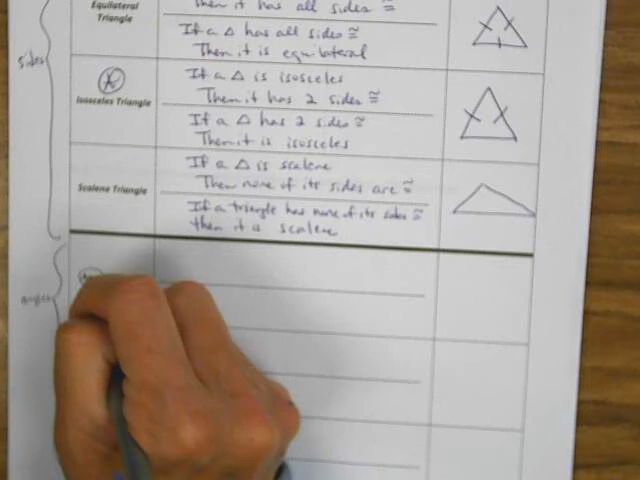 Equilateral
Triangle
Then it has all sides ≅
If a △ has all sides ≅
Then it is equilateral
sides
Isosceles Triangle
If a △ is isosceles
Then it has 2 sides ≅
If a △ has 2 sides ≅
Then it is isosceles
Scalene Triangle
If a △ is scalene
Then none of its sides are ≅
If a triangle has none of its sides ≅
then it is scalene
angles